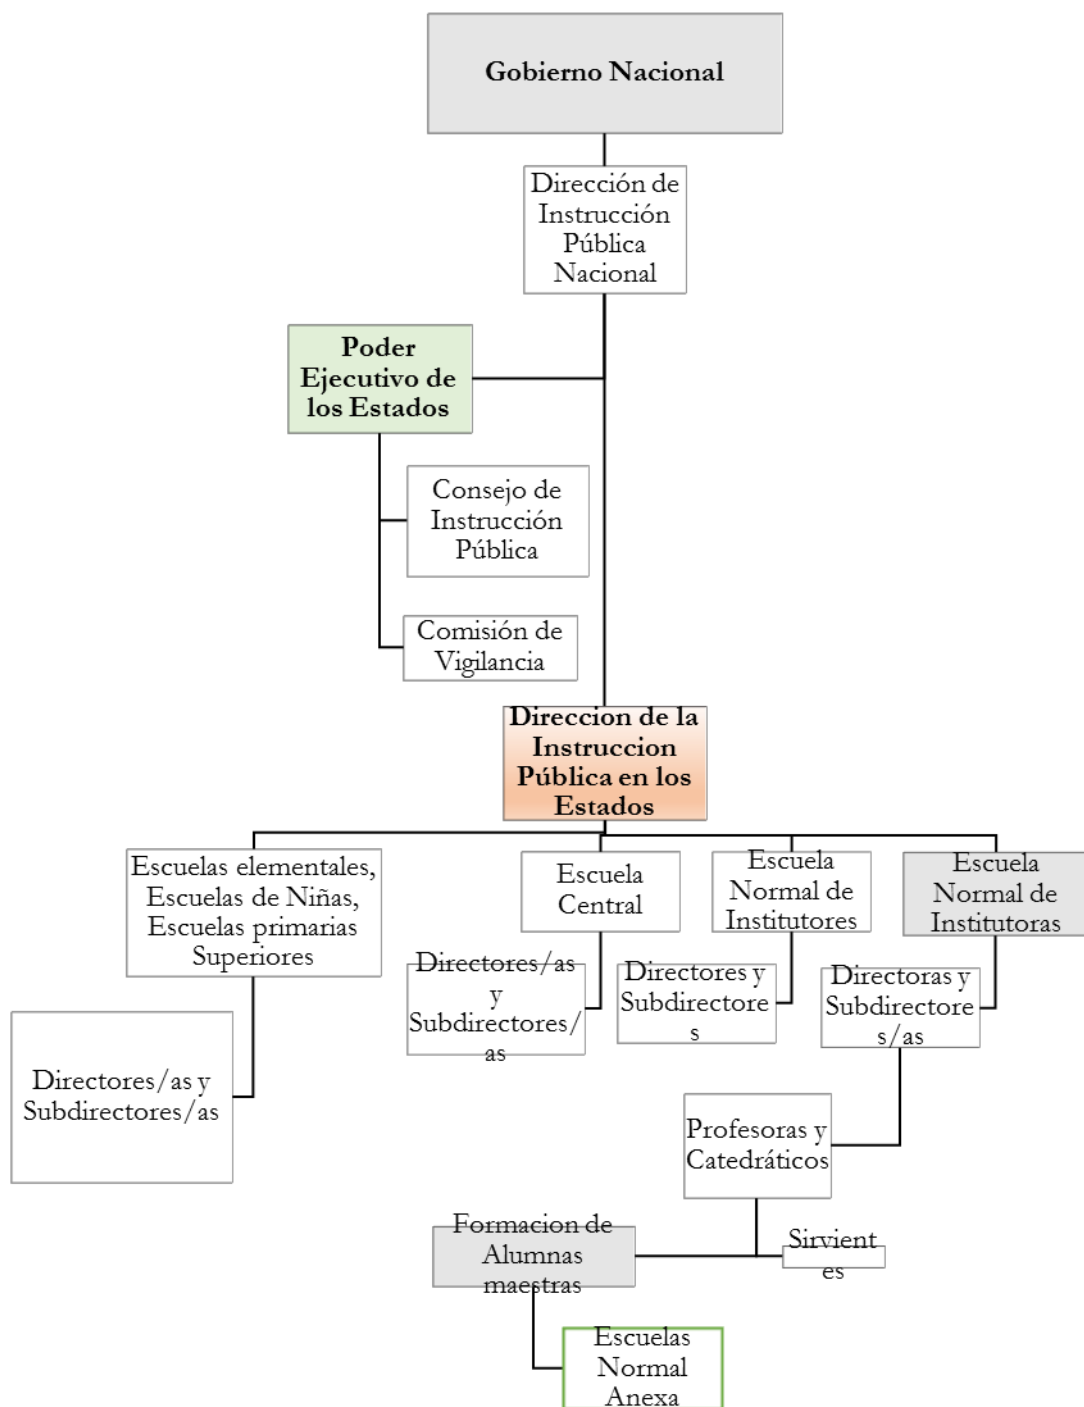 Gobierno Nacional
Dirección de
Instrucción
Pública
Nacional
Poder
Ejecutivo de
los Estados
Consejo de
Instrucción
Pública
Comisión de
Vigilancia
Direccion de la
Instruccion
Pública en los
Estados
Escuelas elementales,
Escuelas de Niñas,
Escuelas primarias
Superiores
Escuela
Central
Escuela
Normal de
Institutores
Escuela
Normal de
Institutoras
Directores/as y
Subdirectores/as
Directores/as
y
Subdirectores/
as
Directores y
Subdirectore
s
Directoras y
Subdirectore
s/as
Profesoras y
Catedráticos
Formacion de
Alumnas
maestras
Sirvient
es
Escuelas
Normal
Anexa